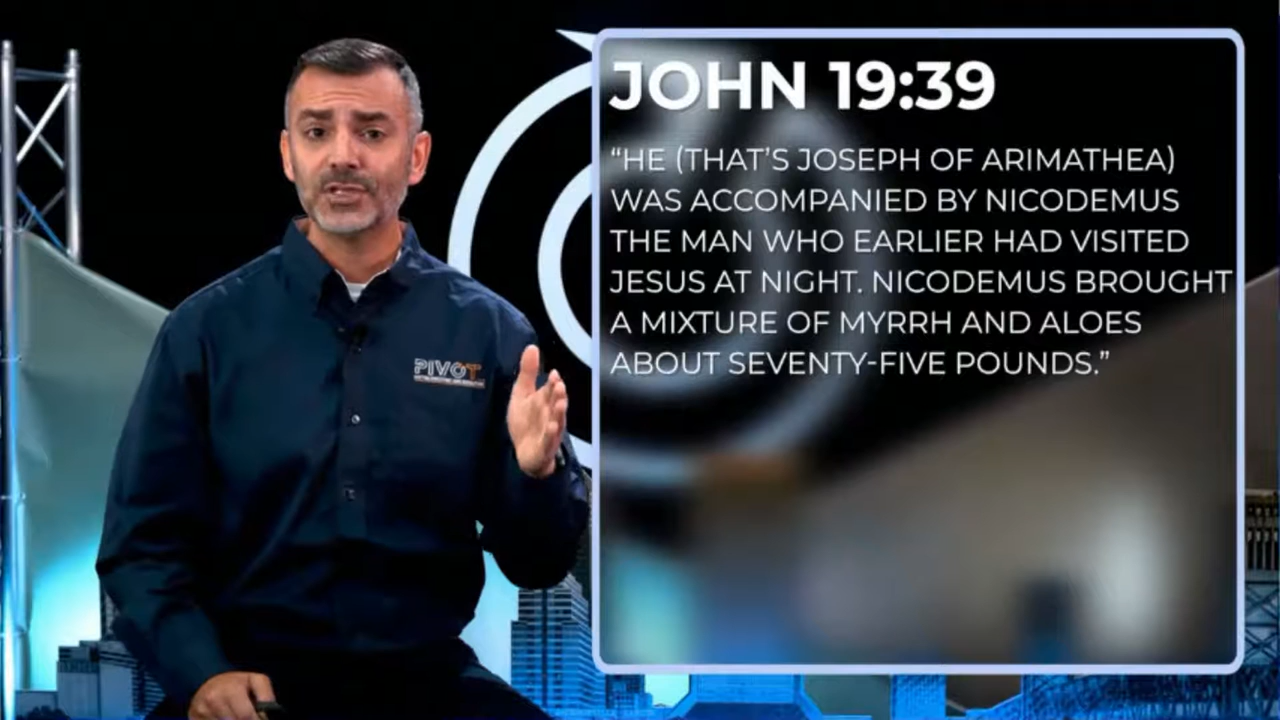 JOHN 19:39
“HE (THAT’S JOSEPH OF ARIMATHEA)
WAS ACCOMPANIED BY NICODEMUS
THE MAN WHO EARLIER HAD VISITED
JESUS AT NIGHT. NICODEMUS BROUGHT
A MIXTURE OF MYRRH AND ALOES
ABOUT SEVENTY-FIVE POUNDS.”
PIVOT